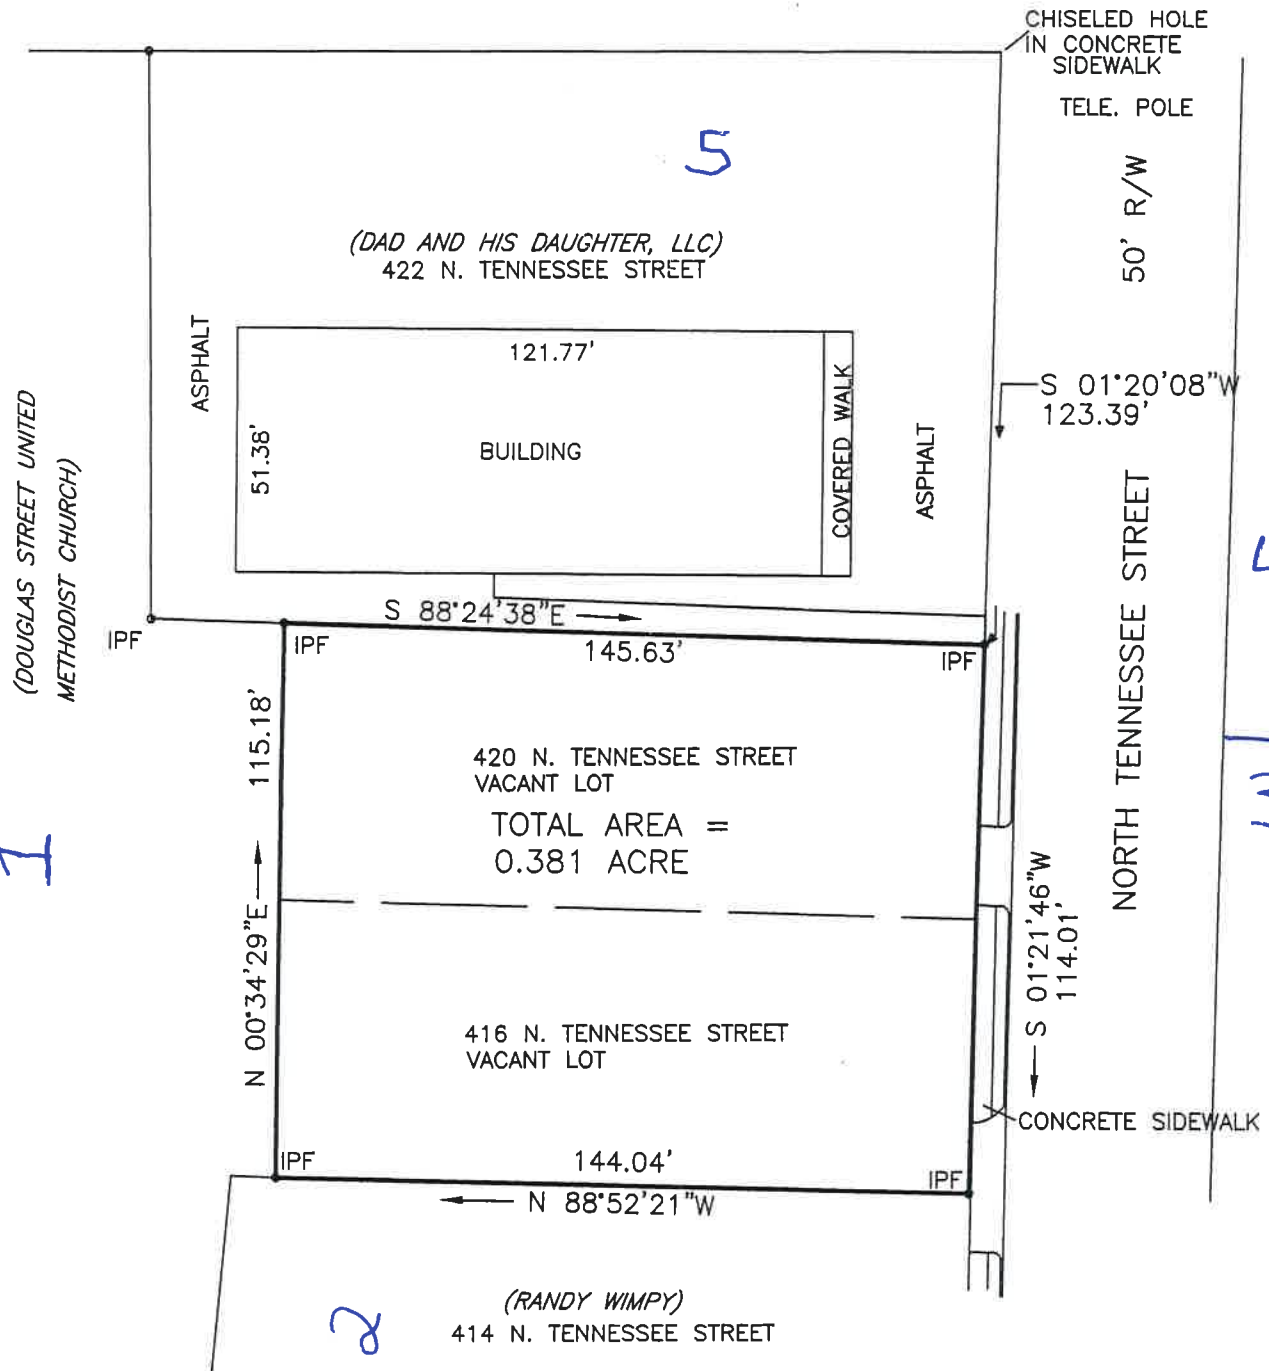 CHISELED HOLE
IN CONCRETE
SIDEWALK
TELE. POLE
50' R/W
5
(DAD AND HIS DAUGHTER, LLC)
422 N. TENNESSEE STREET
ASPHALT
121.77'
51.38'
BUILDING
COVERED WALK
ASPHALT
S 01°20'08"W
123.39'
(DOUGLAS STREET UNITED
METHODIST CHURCH)
NORTH TENNESSEE STREET
S 88°24'38"E
145.63'
IPF
IPF
IPF
115.18'
N 00°34'29"E
420 N. TENNESSEE STREET
VACANT LOT
TOTAL AREA =
0.381 ACRE
1
S 01°21'46"W
114.01'
416 N. TENNESSEE STREET
VACANT LOT
CONCRETE SIDEWALK
IPF
144.04'
IPF
N 88°52'21"W
2
(RANDY WIMPY)
414 N. TENNESSEE STREET